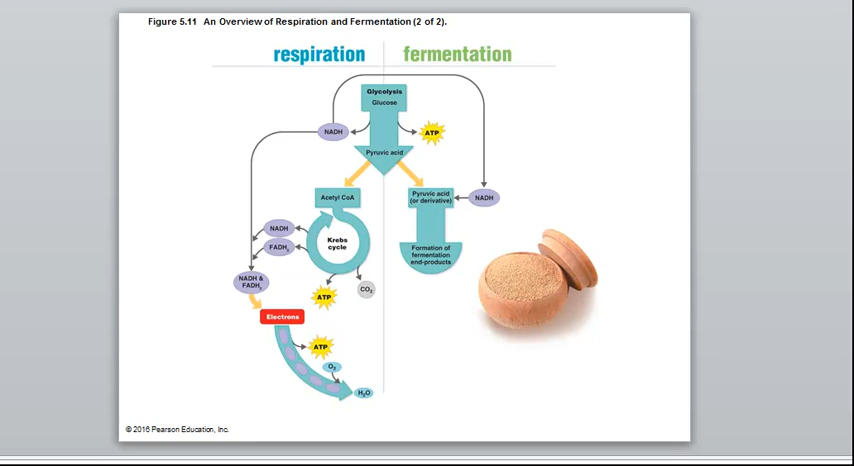 Figure 5.11 An Overview of Respiration and Fermentation (2 of 2).
respiration
fermentation
Glycolysis
Glucose
NADH
ATP
Pyruvic acid
Acetyl CoA
Pyruvic acid
(or derivative)
NADH
NADH
FADH₂
Krebs
cycle
Formation of
fermentation
end-products
NADH &
FADH₂
ATP
CO₂
Electrons
ATP
O₂
H₂O
© 2016 Pearson Education, Inc.